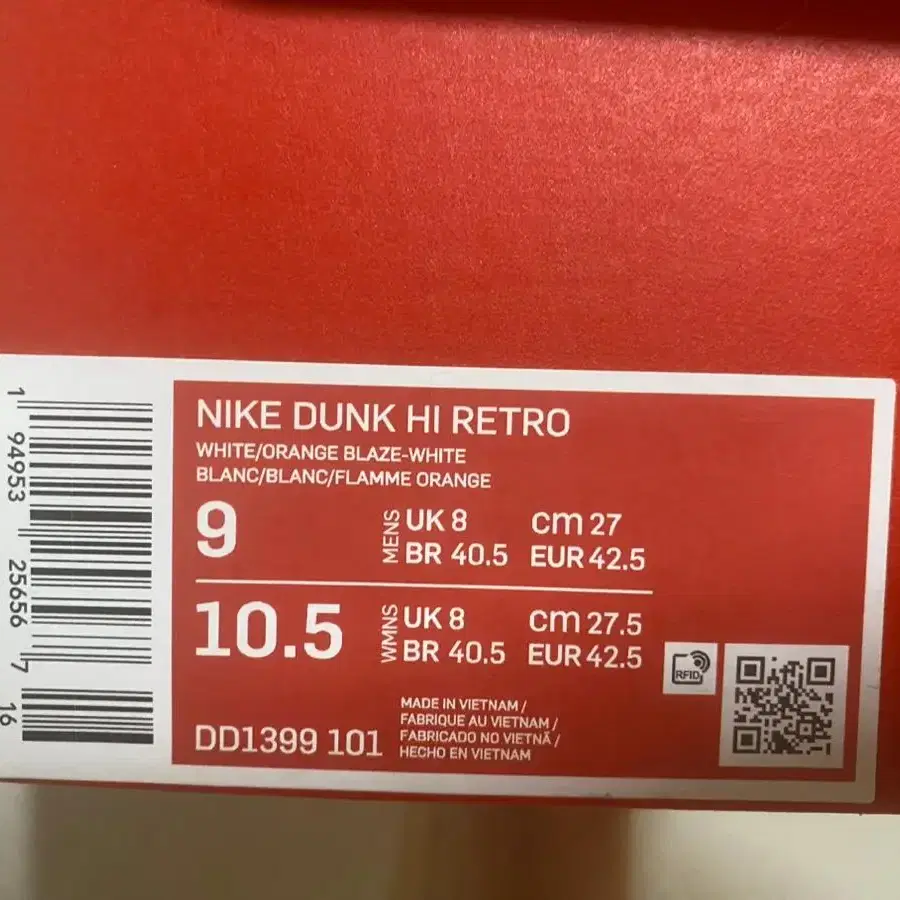 NIKE DUNK HI RETRO
WHITE/ORANGE BLAZE-WHITE
BLANC/BLANC/FLAMME ORANGE
9
MENS
UK 8 cm 27
BR 40.5 EUR 42.5
10.5
WMNS
UK 8 cm 27.5
BR 40.5 EUR 42.5
RFID
DD1399 101
MADE IN VIETNAM /
FABRIQUE AU VIETNAM /
FABRICADO NO VIETNÃ /
HECHO EN VIETNAM
1 94953 25656 7 16